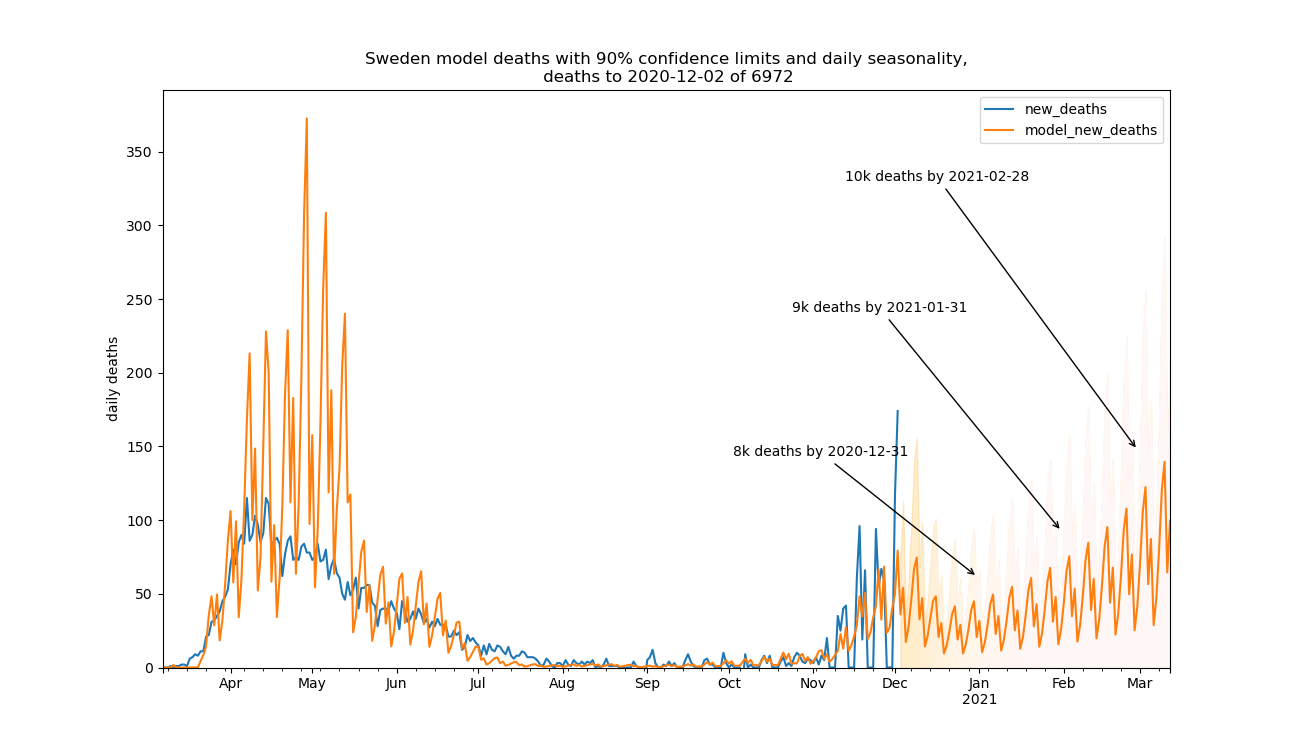 Sweden model deaths with 90% confidence limits and daily seasonality,
deaths to 2020-12-02 of 6972
new_deaths
model_new_deaths
10k deaths by 2021-02-28
9k deaths by 2021-01-31
8k deaths by 2020-12-31
daily deaths
350
300
250
200
150
100
50
0
Apr May Jun Jul Aug Sep Oct Nov Dec Jan Feb Mar
2021